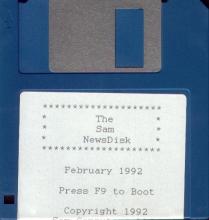 ********************
* The *
* Sam *
* NewsDisk *
********************
February 1992
Press F9 to Boot
Copyright 1992